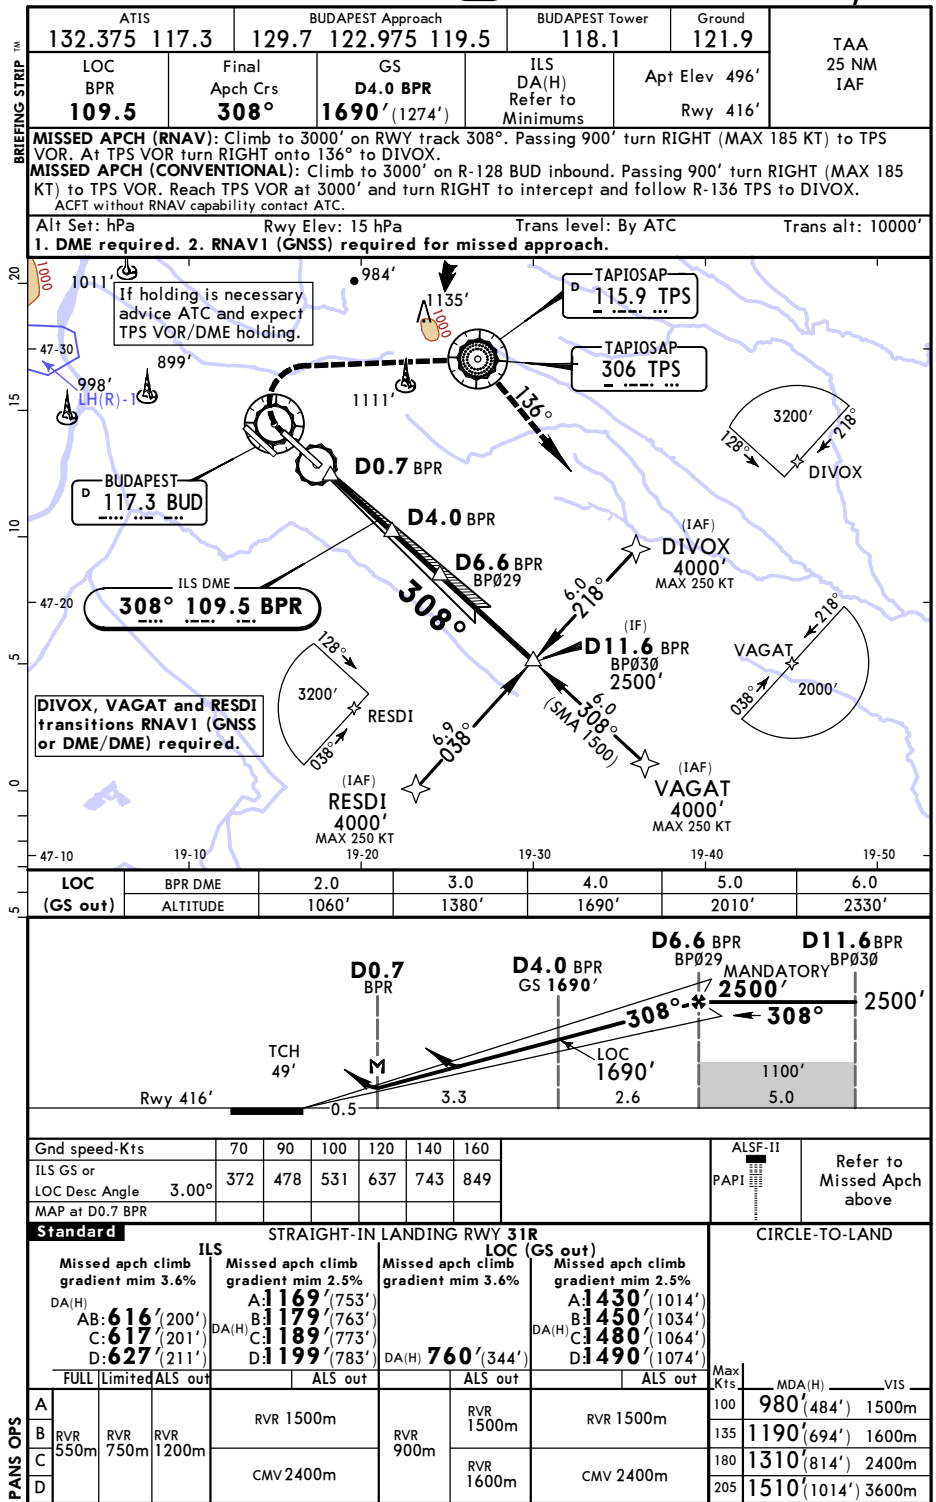 ATIS
132.375 117.3
BUDAPEST Approach
129.7 122.975 119.5
BUDAPEST Tower
118.1
Ground
121.9
TAA
25 NM
IAF
BRIEFING STRIP TM
LOC
BPR
109.5
Final
Apch Crs
308°
GS
D4.0 BPR
1690' (1274')
ILS
DA(H)
Refer to
Minimums
Apt Elev 496'
Rwy 416'
MISSED APCH (RNAV): Climb to 3000' on RWY track 308°. Passing 900' turn RIGHT (MAX 185 KT) to TPS
VOR. At TPS VOR turn RIGHT onto 136° to DIVOX.
MISSED APCH (CONVENTIONAL): Climb to 3000' on R-128 BUD inbound. Passing 900' turn RIGHT (MAX 185
KT) to TPS VOR. Reach TPS VOR at 3000' and turn RIGHT to intercept and follow R-136 TPS to DIVOX.
ACFT without RNAV capability contact ATC.
Alt Set: hPa Rwy Elev: 15 hPa Trans level: By ATC Trans alt: 10000'
1. DME required. 2. RNAV1 (GNSS) required for missed approach.
20
1000
1011'
984'
If holding is necessary
advice ATC and expect
TPS VOR/DME holding.
1135'
1000
TAPIOSAP
D 115.9 TPS
TAPIOSAP
306 TPS
47-30
899'
998'
LH(R)-1
1111'
136°
15
3200'
128°
218°
DIVOX
BUDAPEST
D 117.3 BUD
D0.7 BPR
D4.0 BPR
10
D6.6 BPR
BPØ29
(IAF)
DIVOX
4000'
MAX 250 KT
ILS DME
308° 109.5 BPR
308°
47-20
6.0
218°
(IF)
D11.6 BPR
BPØ30
2500'
218°
VAGAT
038°
2000'
5
128°
3200'
038°
RESDI
DIVOX, VAGAT and RESDI
transitions RNAV1 (GNSS
or DME/DME) required.
6.9
038°
6.0
308°
(SMA 1500)
0
(IAF)
RESDI
4000'
MAX 250 KT
(IAF)
VAGAT
4000'
MAX 250 KT
47-10 19-10 19-20 19-30 19-40 19-50
5
LOC
(GS out)
BPR DME 2.0 3.0 4.0 5.0 6.0
ALTITUDE 1060' 1380' 1690' 2010' 2330'
D0.7
BPR
D4.0 BPR
GS 1690'
D6.6 BPR
BPØ29
D11.6 BPR
BPØ30
MANDATORY
2500'
2500'
308°
308°
TCH
49'
M
LOC
1690'
1100'
Rwy 416'
0.5 3.3 2.6 5.0
Gnd speed-Kts 70 90 100 120 140 160
ILS GS or
LOC Desc Angle 3.00° 372 478 531 637 743 849
MAP at D0.7 BPR
ALSF-II
PAPI
Refer to
Missed Apch
above
Standard
STRAIGHT-IN LANDING RWY 31R
CIRCLE-TO-LAND
ILS
LOC (GS out)
Missed apch climb
gradient mim 3.6%
DA(H)
AB: 616' (200')
C: 617' (201')
D: 627' (211')
Missed apch climb
gradient mim 2.5%
DA(H)
A: 1169' (753')
B: 1179' (763')
C: 1189' (773')
D: 1199' (783')
Missed apch climb
gradient mim 3.6%
DA(H) 760' (344')
Missed apch climb
gradient mim 2.5%
DA(H)
A: 1430' (1014')
B: 1450' (1034')
C: 1480' (1064')
D: 1490' (1074')
FULL Limited ALS out ALS out ALS out ALS out
Max
Kts MDA(H) VIS
PANS OPS
A
B
C
D
RVR
550m
RVR
750m
RVR
1200m
RVR 1500m
CMV 2400m
RVR
900m
RVR
1500m
RVR
1600m
RVR 1500m
CMV 2400m
100 980' (484') 1500m
135 1190' (694') 1600m
180 1310' (814') 2400m
205 1510' (1014') 3600m